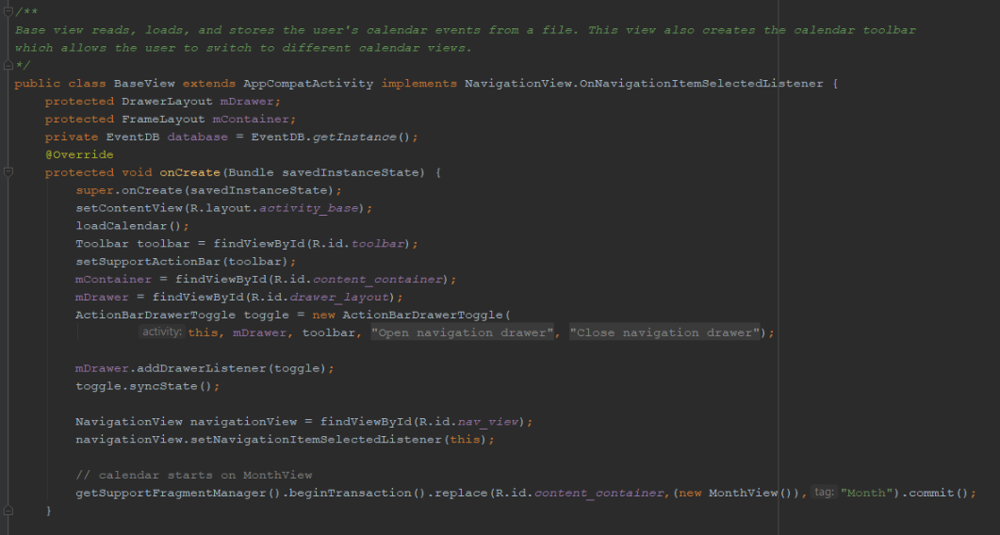 /**
Base view reads, loads, and stores the user's calendar events from a file. This view also creates the calendar toolbar
which allows the user to switch to different calendar views.
*/
public class BaseView extends AppCompatActivity implements NavigationView.OnNavigationItemSelectedListener {
    protected DrawerLayout mDrawer;
    protected FrameLayout mContainer;
    private EventDB database = EventDB.getInstance();
    @Override
    protected void onCreate(Bundle savedInstanceState) {
        super.onCreate(savedInstanceState);
        setContentView(R.layout.activity_base);
        loadCalendar();
        Toolbar toolbar = findViewById(R.id.toolbar);
        setSupportActionBar(toolbar);
        mContainer = findViewById(R.id.content_container);
        mDrawer = findViewById(R.id.drawer_layout);
        ActionBarDrawerToggle toggle = new ActionBarDrawerToggle(
                activity: this, mDrawer, toolbar, "Open navigation drawer", "Close navigation drawer");
        mDrawer.addDrawerListener(toggle);
        toggle.syncState();
        NavigationView navigationView = findViewById(R.id.nav_view);
        navigationView.setNavigationItemSelectedListener(this);
        // calendar starts on MonthView
        getSupportFragmentManager().beginTransaction().replace(R.id.content_container,(new MonthView()), tag: "Month").commit();
    }